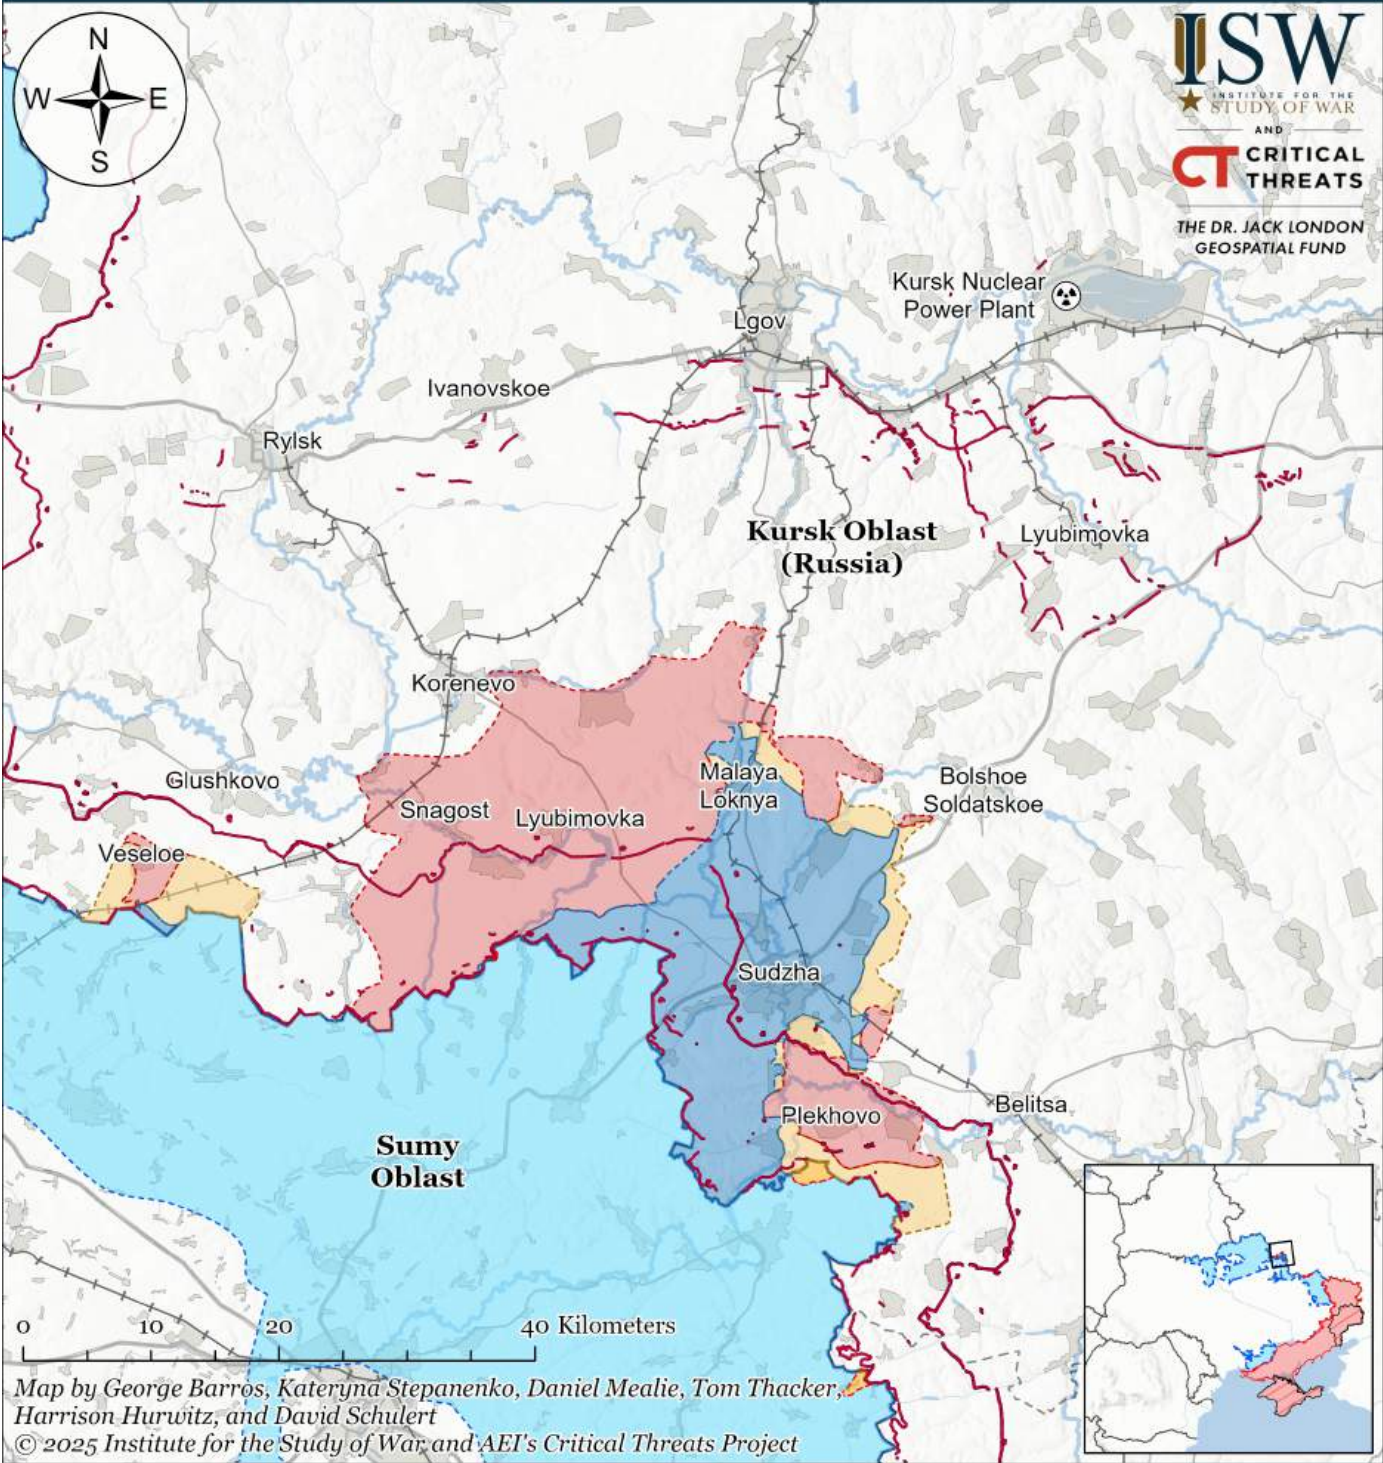 N
W
E
S
ISW
INSTITUTE FOR THE
STUDY OF WAR
AND
CT CRITICAL
THREATS
THE DR. JACK LONDON
GEOSPATIAL FUND
Kursk Nuclear
Power Plant
Lgov
Ivanovskoe
Rylsk
Kursk Oblast
(Russia)
Lyubimovka
Korenevo
Glushkovo
Malaya
Loknya
Bolshoe
Soldatskoe
Snagost
Lyubimovka
Veseloe
Sudzha
Plekhovo
Belitsa
Sumy
Oblast
0 10 20 40 Kilometers
Map by George Barros, Kateryna Stepanenko, Daniel Mealie, Tom Thacker,
Harrison Hurwitz, and David Schulert
© 2025 Institute for the Study of War and AEI's Critical Threats Project